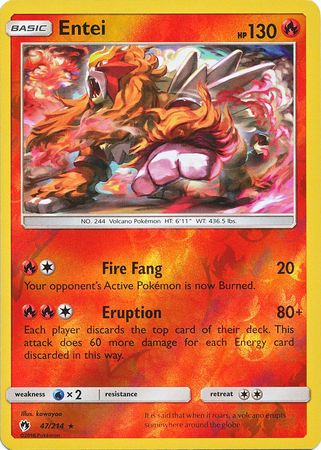 BASIC Entei HP 130
NO. 244 Volcano Pokémon HT: 6'11" WT: 436.5 lbs.
Fire Fang 20
Your opponent's Active Pokémon is now Burned.
Eruption 80+
Each player discards the top card of their deck. This
attack does 60 more damage for each Energy card
discarded in this way.
weakness ×2 resistance retreat
Illus. kawayoo
47/214 ★
©2018 Pokémon
It is said that when it roars, a volcano erupts
somewhere around the globe.